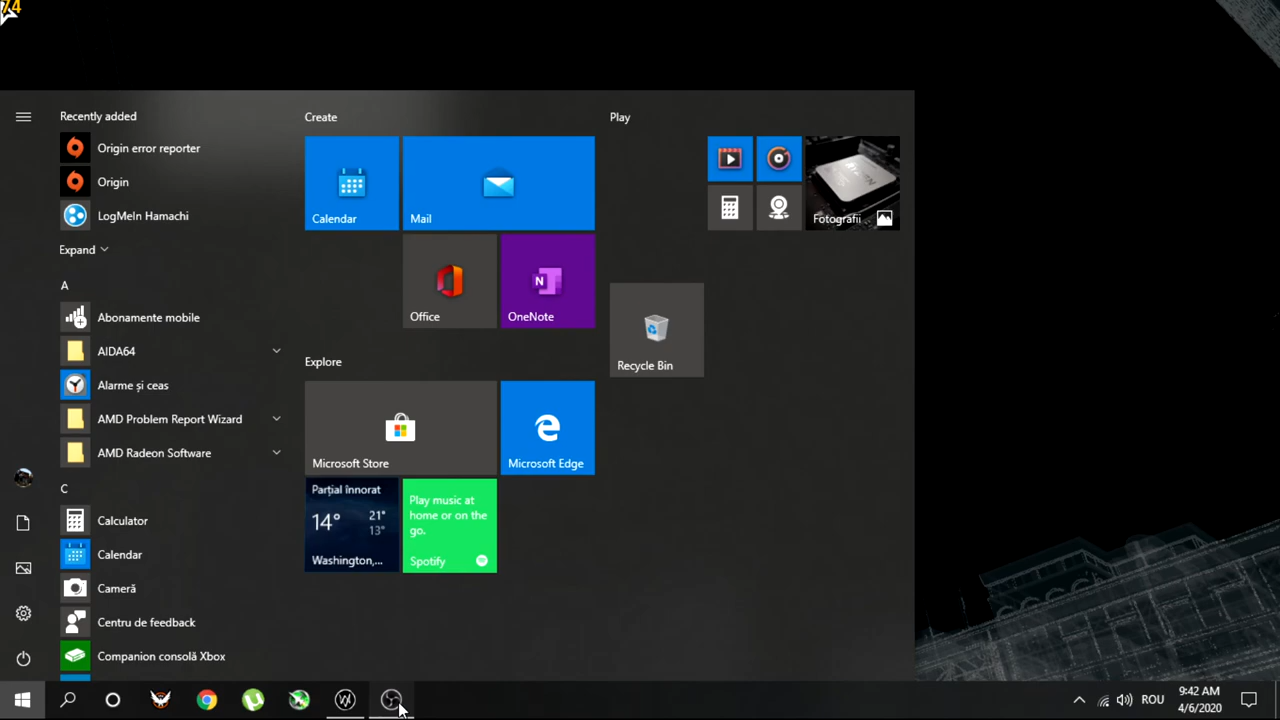 74
Recently added
Origin error reporter
Origin
LogMeIn Hamachi
Expand
A
Abonamente mobile
AIDA64
Alarme și ceas
AMD Problem Report Wizard
AMD Radeon Software
C
Calculator
Calendar
Cameră
Centru de feedback
Companion consolă Xbox
Create
Calendar
Mail
Office
N
OneNote
Explore
Microsoft Store
Microsoft Edge
Parțial înnorat
14°
21°
13°
Washington,...
Play music at
home or on the
go.
Spotify
Play
Fotografii
Recycle Bin
ROU
9:42 AM
4/6/2020